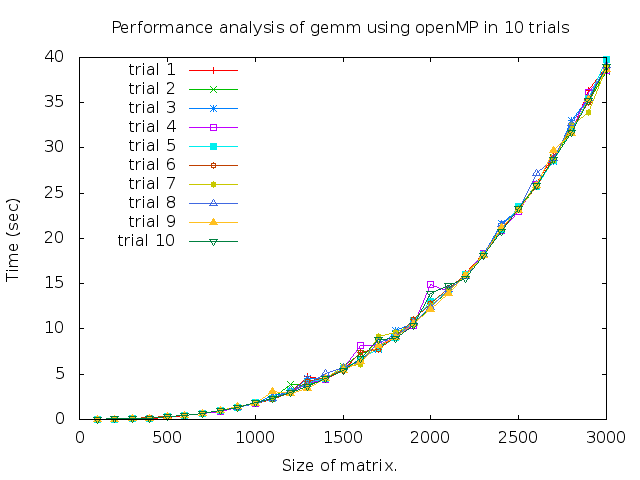 Performance analysis of gemm using openMP in 10 trials
40
35
30
25
20
15
10
5
0
Time (sec)
trial 1
trial 2
trial 3
trial 4
trial 5
trial 6
trial 7
trial 8
trial 9
trial 10
0 500 1000 1500 2000 2500 3000
Size of matrix.